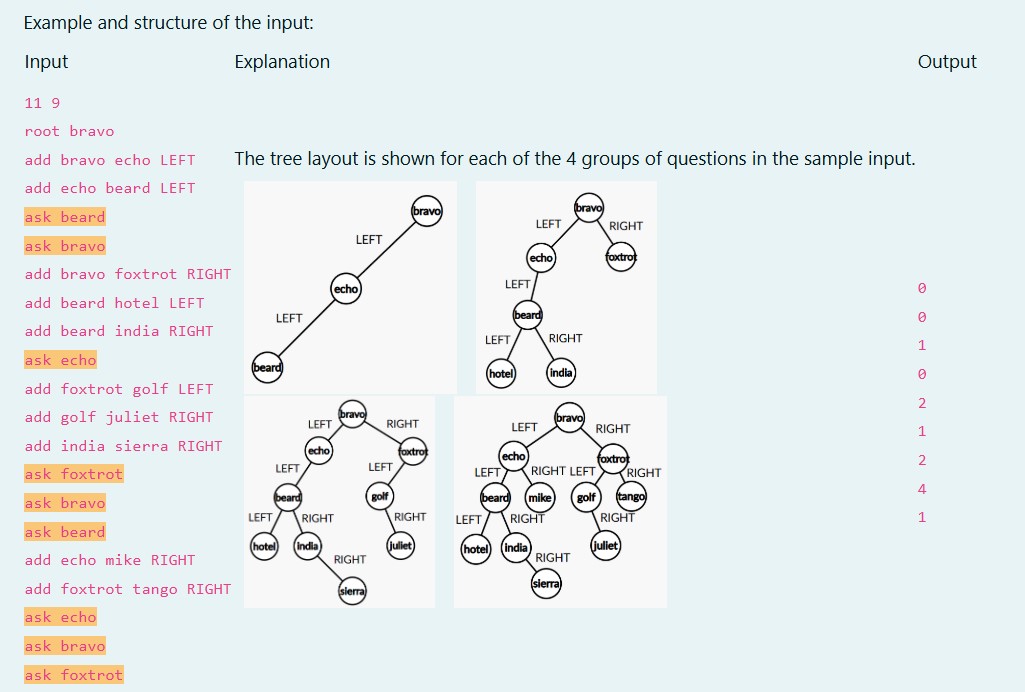 Example and structure of the input:
Input Explanation Output
11 9
root bravo
add bravo echo LEFT
add echo beard LEFT
ask beard
ask bravo
add bravo foxtrot RIGHT
add beard hotel LEFT
add beard india RIGHT
ask echo
add foxtrot golf LEFT
add golf juliet RIGHT
add india sierra RIGHT
ask foxtrot
ask bravo
ask beard
add echo mike RIGHT
add foxtrot tango RIGHT
ask echo
ask bravo
ask foxtrot
The tree layout is shown for each of the 4 groups of questions in the sample input.
bravo
LEFT
echo
LEFT
beard
bravo
LEFT RIGHT
echo foxtrot
LEFT
beard
LEFT RIGHT
hotel india
bravo
LEFT RIGHT
echo foxtrot
LEFT LEFT
beard golf
LEFT RIGHT RIGHT
hotel india juliet
RIGHT
sierra
bravo
LEFT RIGHT
echo foxtrot
LEFT RIGHT LEFT RIGHT
beard mike golf tango
LEFT RIGHT RIGHT
hotel india juliet
RIGHT
sierra
0
0
1
0
2
1
2
4
1